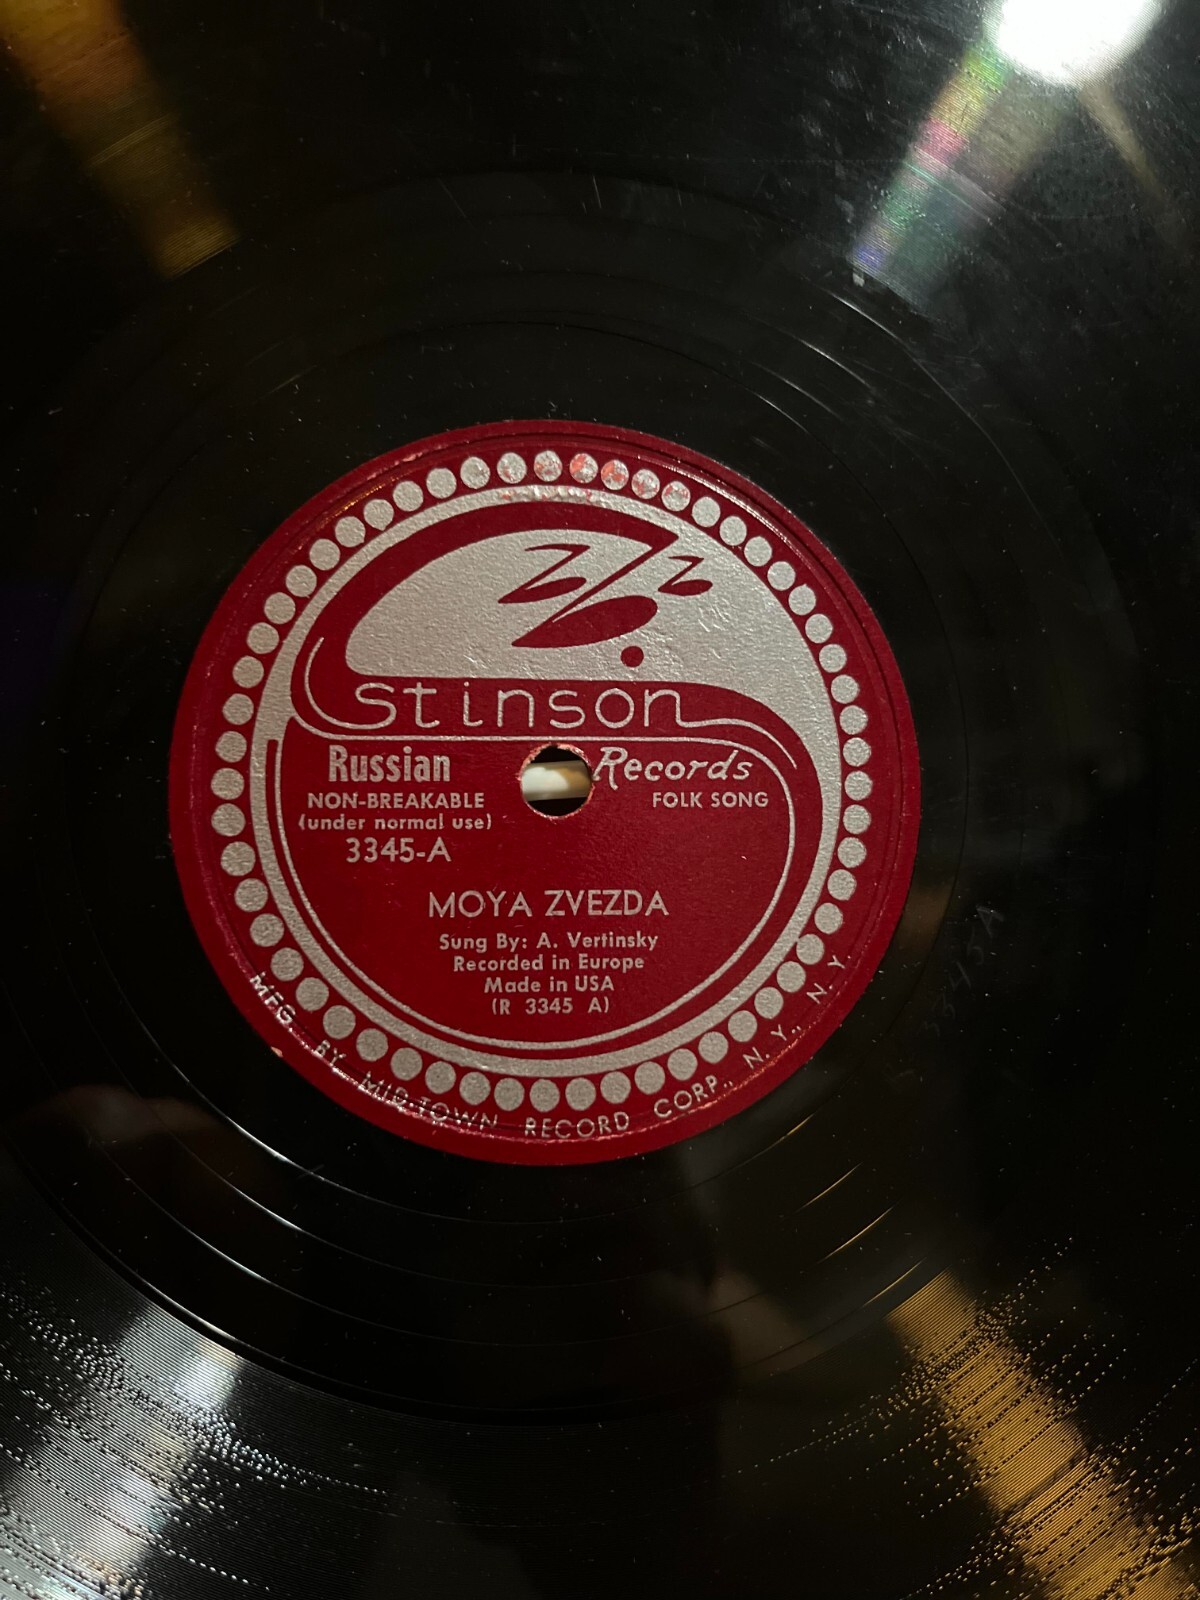 Stinson
Records
Russian
NON-BREAKABLE
(under normal use)
3345-A
FOLK SONG
MOYA ZVEZDA
Sung By: A. Vertinsky
Recorded in Europe
Made in USA
(R 3345 A)
MFG. BY MID-TOWN RECORD CORP., N. Y., N. Y.